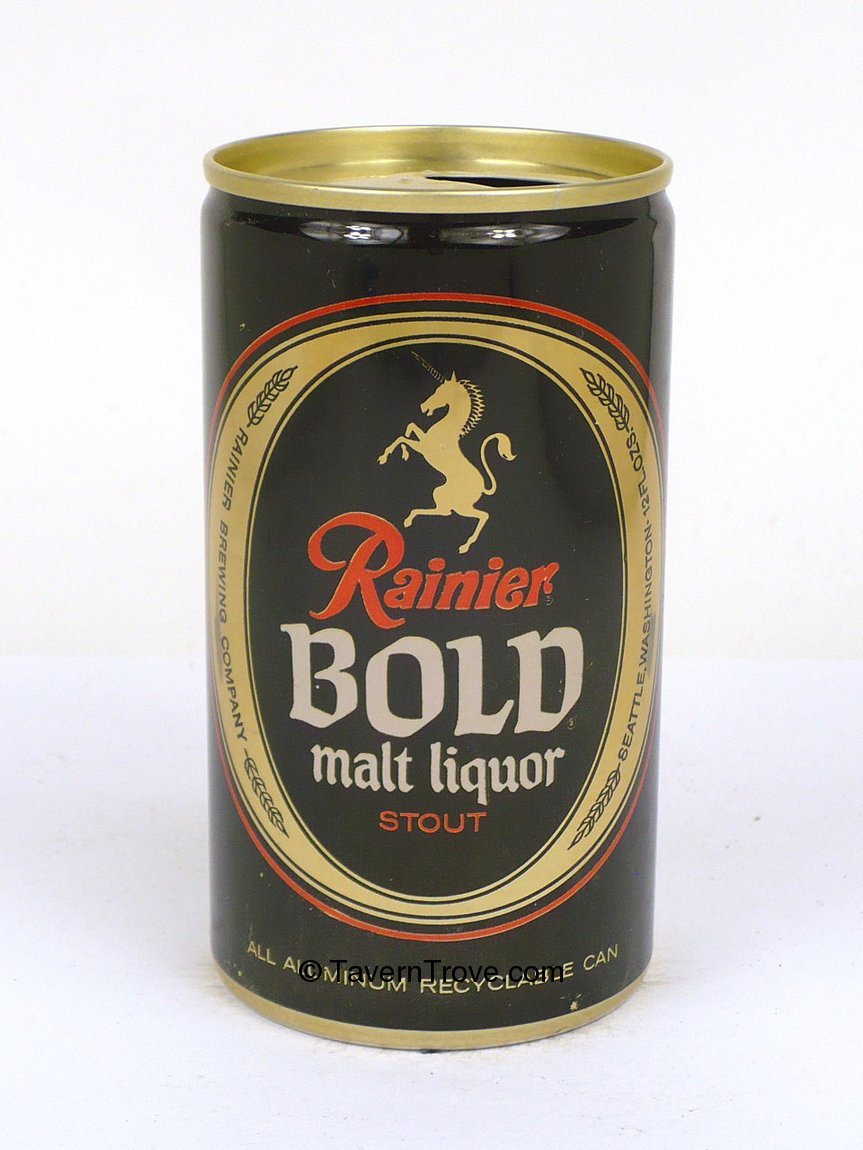 Rainier
BOLD
malt liquor
STOUT
RAINIER BREWING COMPANY
SEATTLE, WASHINGTON-12 FL.OZS.
ALL ALUMINUM RECYCLABLE CAN
© TavernTrove.com